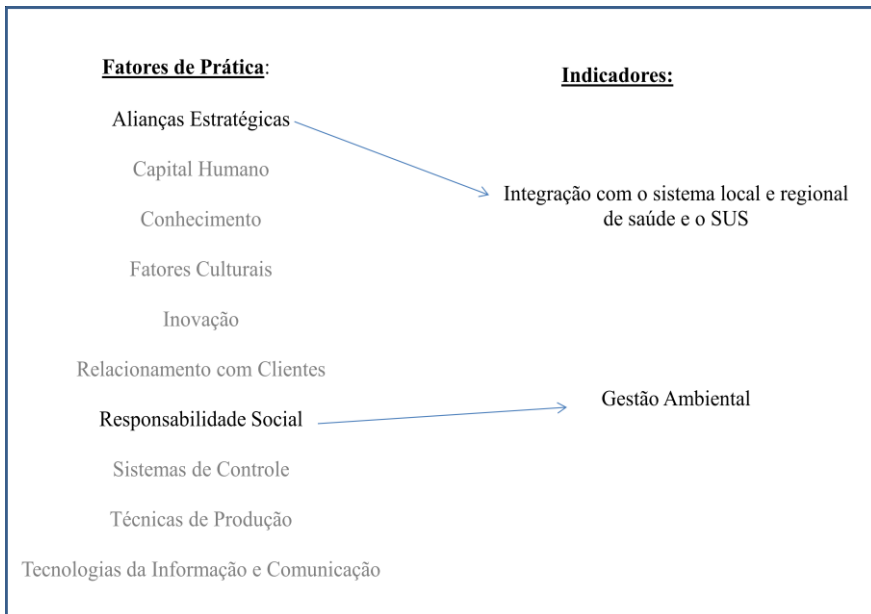 Fatores de Prática:
Alianças Estratégicas
Capital Humano
Conhecimento
Fatores Culturais
Inovação
Relacionamento com Clientes
Responsabilidade Social
Sistemas de Controle
Técnicas de Produção
Tecnologias da Informação e Comunicação
Indicadores:
Integração com o sistema local e regional
de saúde e o SUS
Gestão Ambiental